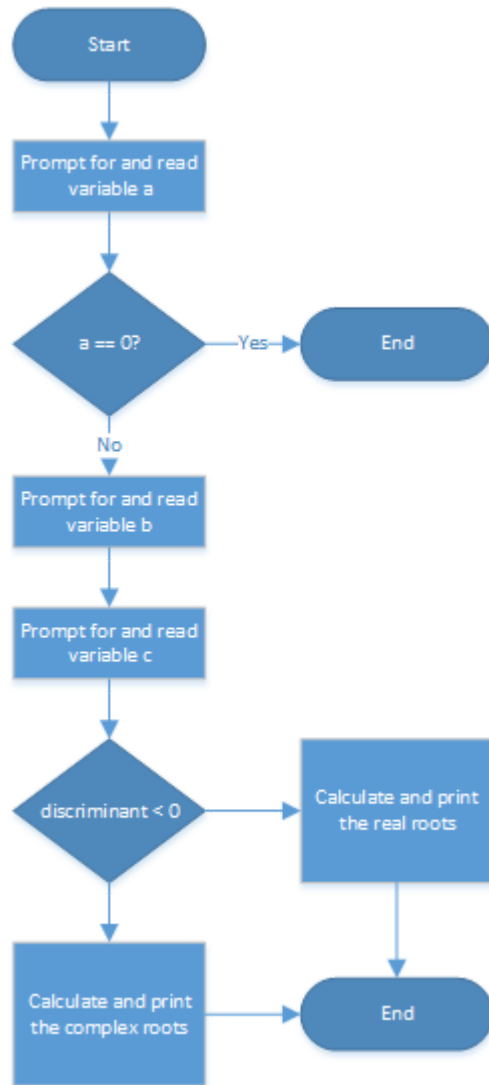 Start
Prompt for and read
variable a
a == 0?
Yes
End
No
Prompt for and read
variable b
Prompt for and read
variable c
discriminant < 0
Calculate and print
the real roots
Calculate and print
the complex roots
End